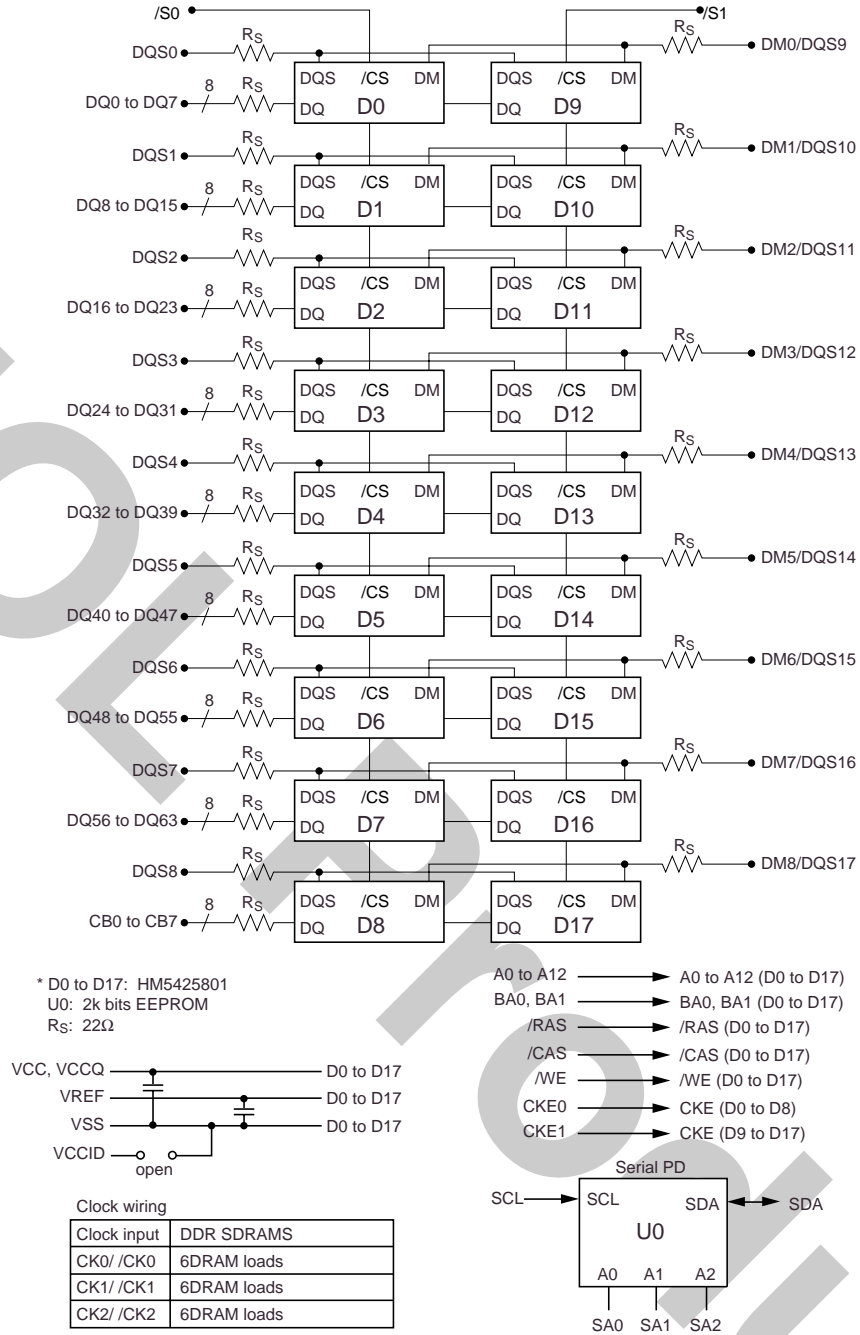 /S0 /S1
DQS0 RS RS DM0/DQS9
DQS /CS DM DQS /CS DM
DQ0 to DQ7 8 RS DQ D0 DQ D9
DQS1 RS RS DM1/DQS10
DQS /CS DM DQS /CS DM
DQ8 to DQ15 8 RS DQ D1 DQ D10
DQS2 RS RS DM2/DQS11
DQS /CS DM DQS /CS DM
DQ16 to DQ23 8 RS DQ D2 DQ D11
DQS3 RS RS DM3/DQS12
DQS /CS DM DQS /CS DM
DQ24 to DQ31 8 RS DQ D3 DQ D12
DQS4 RS RS DM4/DQS13
DQS /CS DM DQS /CS DM
DQ32 to DQ39 8 RS DQ D4 DQ D13
DQS5 RS RS DM5/DQS14
DQS /CS DM DQS /CS DM
DQ40 to DQ47 8 RS DQ D5 DQ D14
DQS6 RS RS DM6/DQS15
DQS /CS DM DQS /CS DM
DQ48 to DQ55 8 RS DQ D6 DQ D15
DQS7 RS RS DM7/DQS16
DQS /CS DM DQS /CS DM
DQ56 to DQ63 8 RS DQ D7 DQ D16
DQS8 RS RS DM8/DQS17
DQS /CS DM DQS /CS DM
CB0 to CB7 8 RS DQ D8 DQ D17
* D0 to D17: HM5425801
U0: 2k bits EEPROM
RS: 22Ω
VCC, VCCQ D0 to D17
VREF D0 to D17
VSS D0 to D17
VCCID open
A0 to A12 A0 to A12 (D0 to D17)
BA0, BA1 BA0, BA1 (D0 to D17)
/RAS /RAS (D0 to D17)
/CAS /CAS (D0 to D17)
/WE /WE (D0 to D17)
CKE0 CKE (D0 to D8)
CKE1 CKE (D9 to D17)
Clock wiring
Clock input DDR SDRAMS
CK0/ /CK0 6DRAM loads
CK1/ /CK1 6DRAM loads
CK2/ /CK2 6DRAM loads
Serial PD
SCL SCL SDA SDA
U0
A0 A1 A2
SA0 SA1 SA2